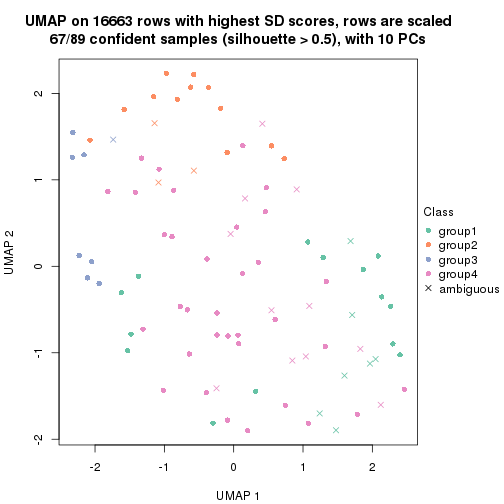 UMAP on 16663 rows with highest SD scores, rows are scaled
67/89 confident samples (silhouette > 0.5), with 10 PCs
2
1
0
-1
-2
UMAP 2
-2
-1
0
1
2
UMAP 1
Class
group1
group2
group3
group4
ambiguous